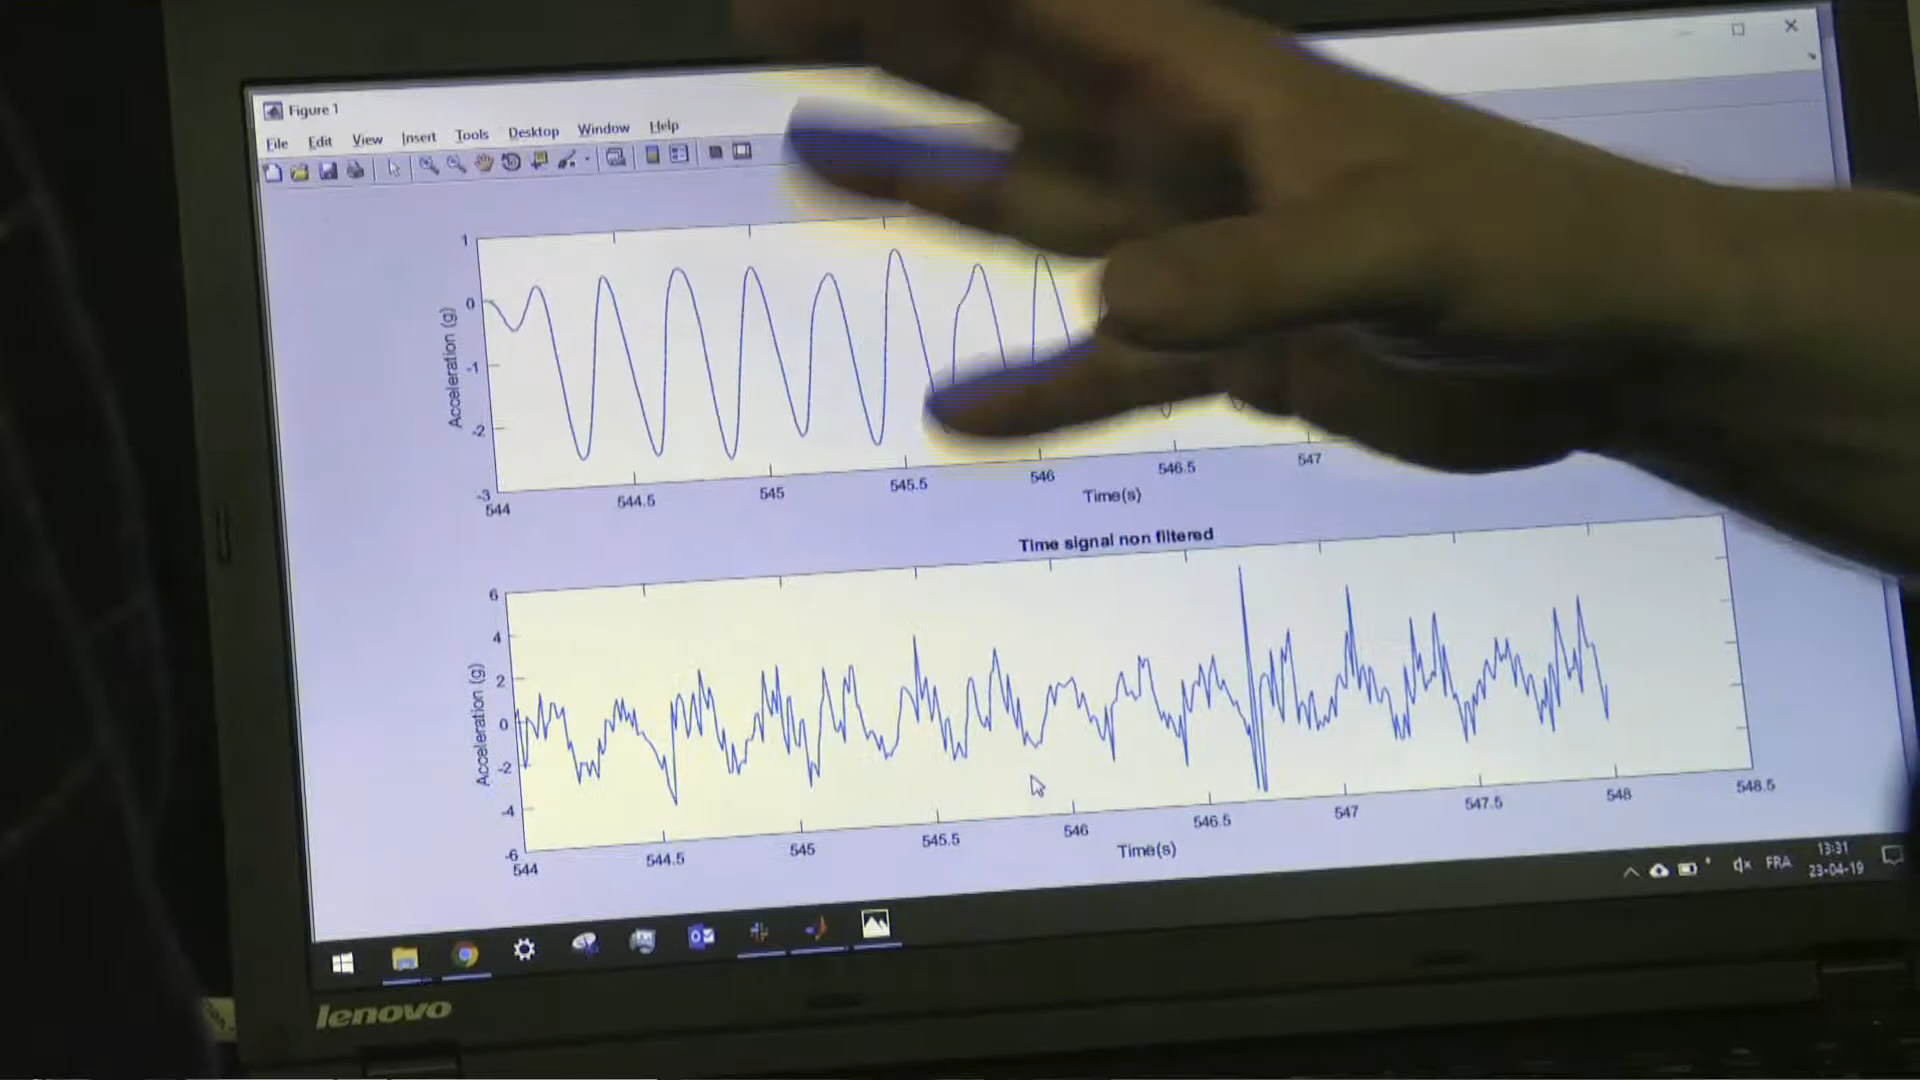 Figure 1
File Edit View Insert Tools Desktop Window Help
1
0
-1
-2
-3
Acceleration (g)
544 544.5 545 545.5 546 546.5 547
Time(s)
Time signal non filtered
6
4
2
0
-2
-4
-6
Acceleration (g)
544 544.5 545 545.5 546 546.5 547 547.5 548 548.5
Time(s)
FRA
13:31
23-04-19
lenovo